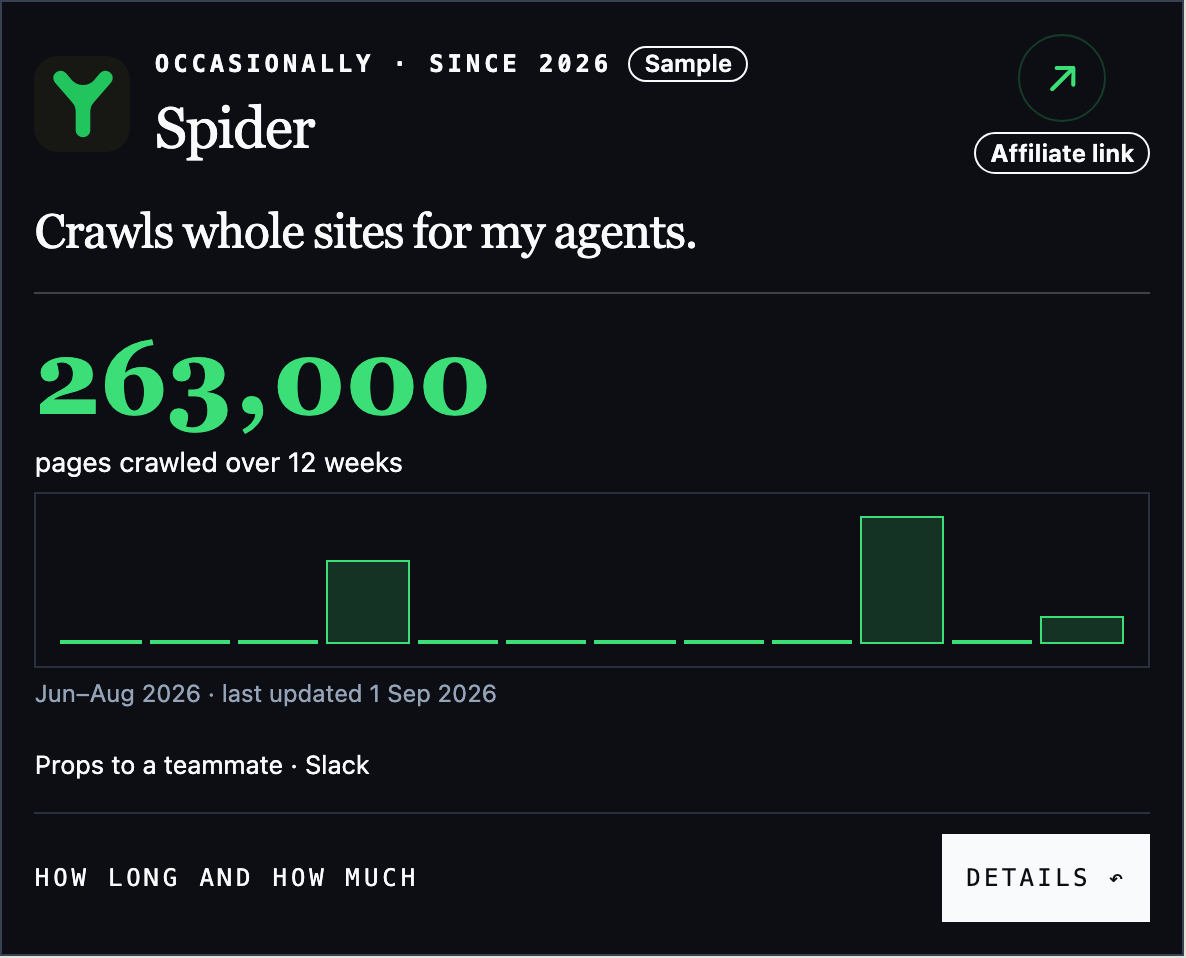 OCCASIONALLY · SINCE 2026 Sample
Spider
Affiliate link
Crawls whole sites for my agents.
263,000
pages crawled over 12 weeks
Jun–Aug 2026 · last updated 1 Sep 2026
Props to a teammate · Slack
HOW LONG AND HOW MUCH
DETAILS ↶